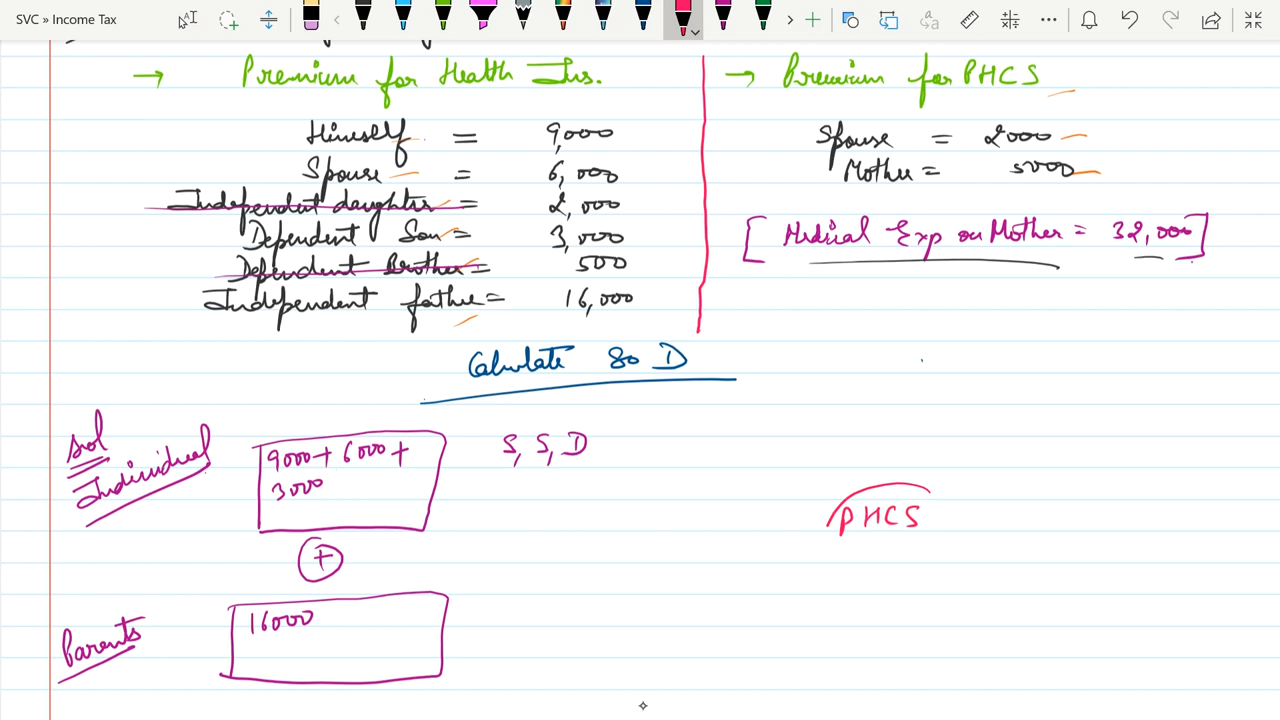 SVC » Income Tax
→ Premium for Health Ins.
Himself = 9,000
Spouse = 6,000
Independent daughter = 2,000
Dependent Son = 3,000
Dependent Brother = 500
Independent father = 16,000
→ Premium for PHCS
Spouse = 2000
Mother = 5000
[Medical Exp on Mother = 32,000]
Calculate 80 D
Sol
Individual
9000 + 6000 +
3000
S, S, D
PHCS
+
Parents
16000